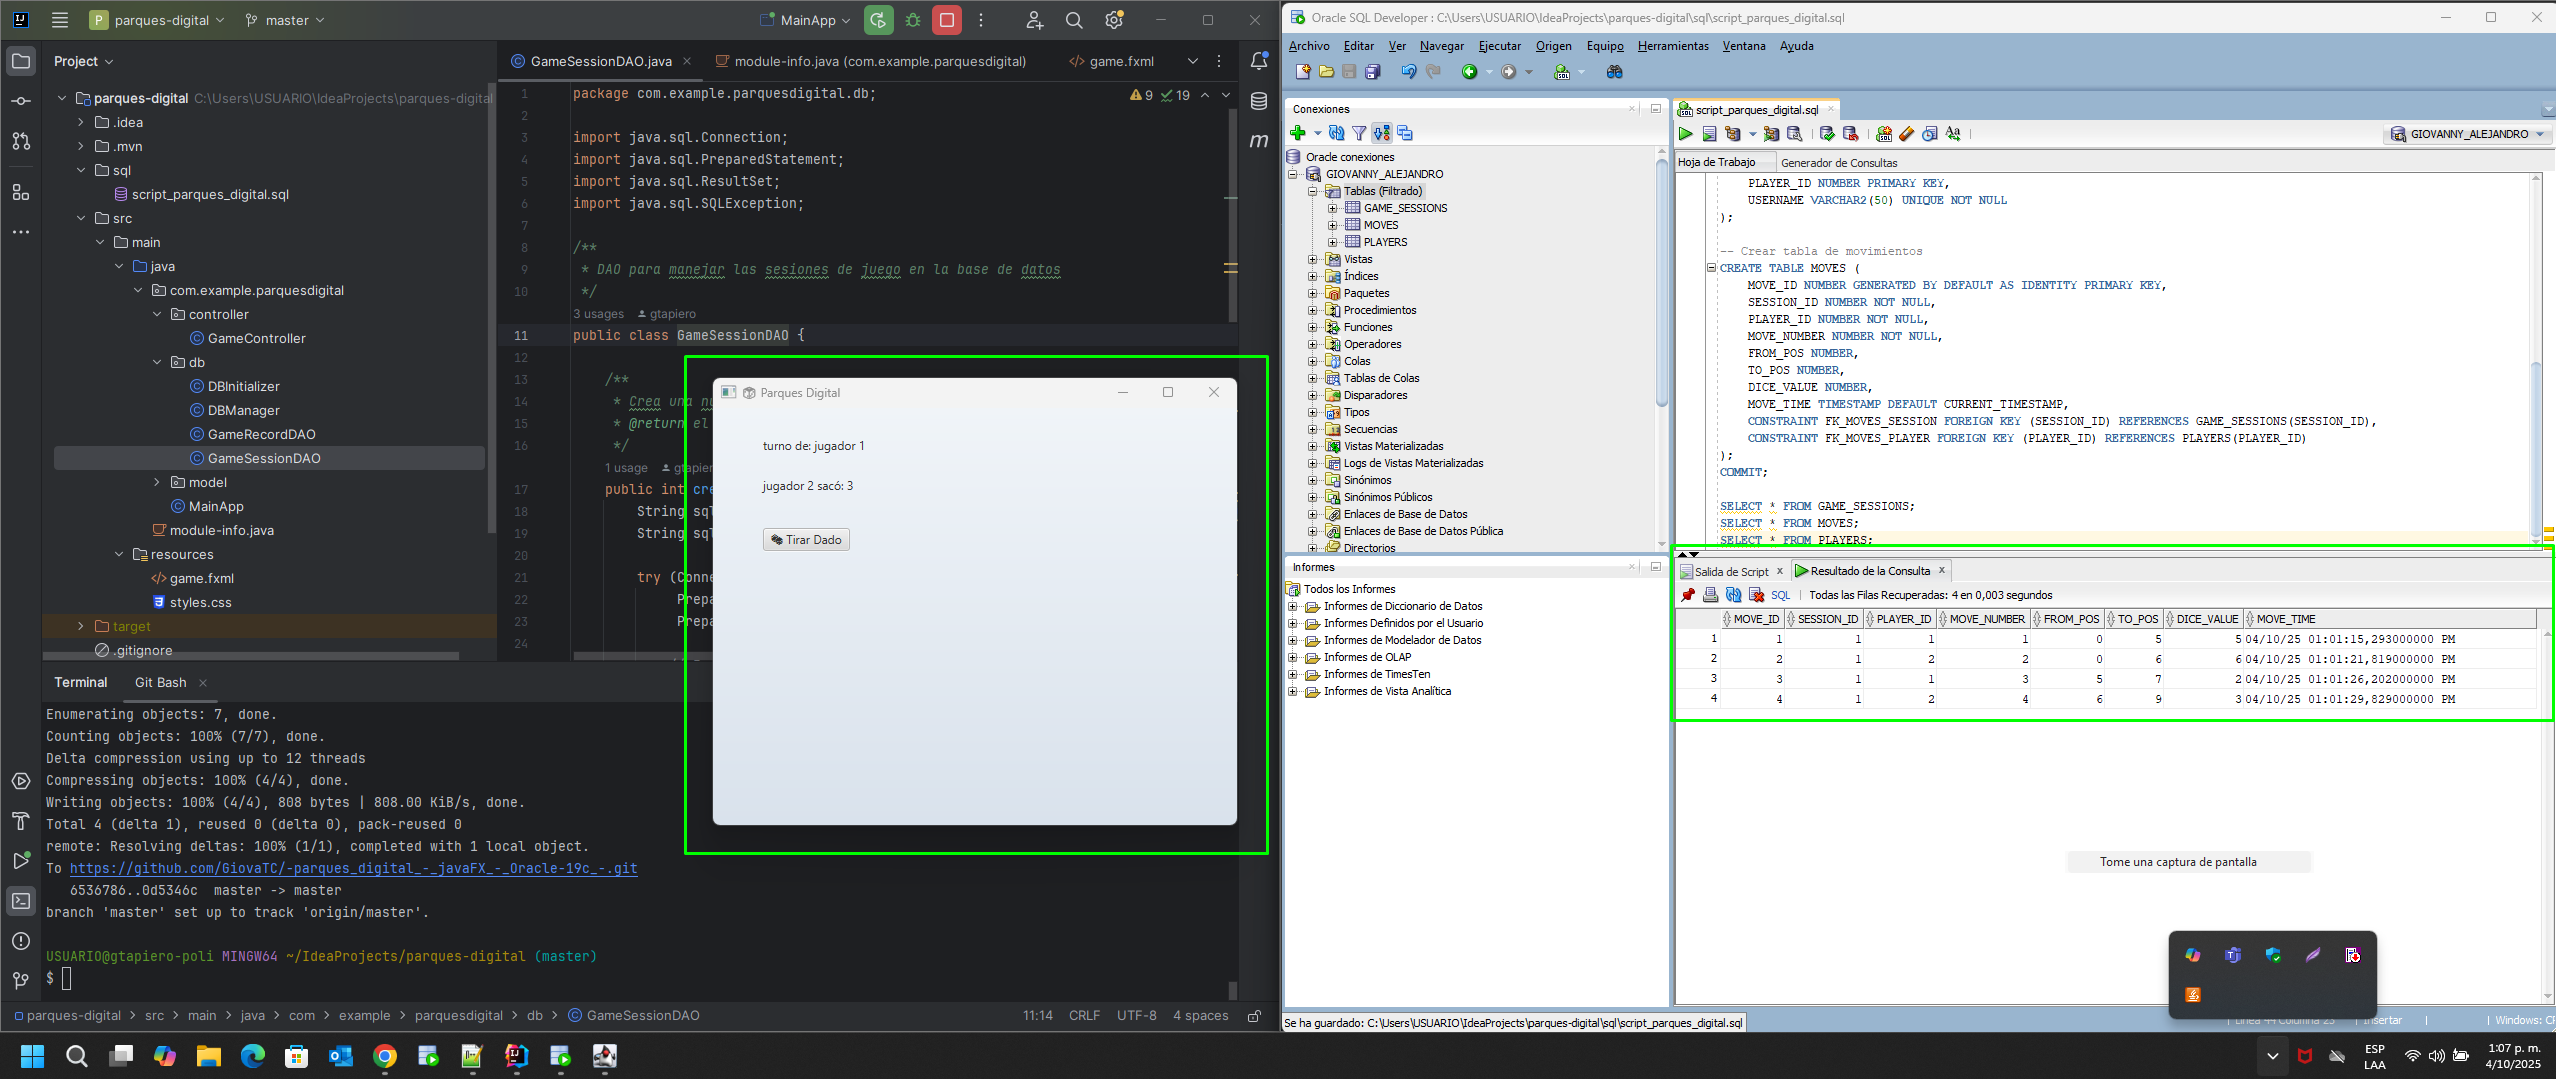 parques-digital
master
MainApp
Project
parques-digital C:\Users\USUARIO\IdeaProjects\parques-digital
.idea
.mvn
sql
script_parques_digital.sql
src
main
java
com.example.parquesdigital
controller
GameController
db
DBInitializer
DBManager
GameRecordDAO
GameSessionDAO
model
MainApp
module-info.java
resources
game.fxml
styles.css
target
.gitignore
GameSessionDAO.java
module-info.java (com.example.parquesdigital)
game.fxml
9 19
1 package com.example.parquesdigital.db;
2
3 import java.sql.Connection;
4 import java.sql.PreparedStatement;
5 import java.sql.ResultSet;
6 import java.sql.SQLException;
7
8 /**
9 * DAO para manejar las sesiones de juego en la base de datos
10 */
3 usages gtapiero
11 public class GameSessionDAO {
12
13 /**
14 * Crea una nu
15 * @return el
16 */
1 usage gtapier
17 public int cre
18 String sql
19 String sql
20
21 try (Conne
22 Prepa
23 Prepa
24
Parques Digital
turno de: jugador 1
jugador 2 sacó: 3
Tirar Dado
Terminal
Git Bash
Enumerating objects: 7, done.
Counting objects: 100% (7/7), done.
Delta compression using up to 12 threads
Compressing objects: 100% (4/4), done.
Writing objects: 100% (4/4), 808 bytes | 808.00 KiB/s, done.
Total 4 (delta 1), reused 0 (delta 0), pack-reused 0
remote: Resolving deltas: 100% (1/1), completed with 1 local object.
To https://github.com/GiovaTC/-parques_digital_-_javaFX_-_Oracle-19c_-.git
6536786..0d5346c master -> master
branch 'master' set up to track 'origin/master'.
USUARIO@gtapiero-poli MINGW64 ~/IdeaProjects/parques-digital (master)
$
parques-digital > src > main > java > com > example > parquesdigital > db > GameSessionDAO
11:14 CRLF UTF-8 4 spaces
Oracle SQL Developer : C:\Users\USUARIO\IdeaProjects\parques-digital\sql\script_parques_digital.sql
Archivo Editar Ver Navegar Ejecutar Origen Equipo Herramientas Ventana Ayuda
Conexiones
Oracle conexiones
GIOVANNY_ALEJANDRO
Tablas (Filtrado)
GAME_SESSIONS
MOVES
PLAYERS
Vistas
Índices
Paquetes
Procedimientos
Funciones
Operadores
Colas
Tablas de Colas
Disparadores
Tipos
Secuencias
Vistas Materializadas
Logs de Vistas Materializadas
Sinónimos
Sinónimos Públicos
Enlaces de Base de Datos
Enlaces de Base de Datos Pública
Directorios
Informes
Todos los Informes
Informes de Diccionario de Datos
Informes Definidos por el Usuario
Informes de Modelador de Datos
Informes de OLAP
Informes de TimesTen
Informes de Vista Analítica
script_parques_digital.sql
GIOVANNY_ALEJANDRO
Hoja de Trabajo Generador de Consultas
PLAYER_ID NUMBER PRIMARY KEY,
USERNAME VARCHAR2(50) UNIQUE NOT NULL
);
-- Crear tabla de movimientos
CREATE TABLE MOVES (
MOVE_ID NUMBER GENERATED BY DEFAULT AS IDENTITY PRIMARY KEY,
SESSION_ID NUMBER NOT NULL,
PLAYER_ID NUMBER NOT NULL,
MOVE_NUMBER NUMBER NOT NULL,
FROM_POS NUMBER,
TO_POS NUMBER,
DICE_VALUE NUMBER,
MOVE_TIME TIMESTAMP DEFAULT CURRENT_TIMESTAMP,
CONSTRAINT FK_MOVES_SESSION FOREIGN KEY (SESSION_ID) REFERENCES GAME_SESSIONS(SESSION_ID),
CONSTRAINT FK_MOVES_PLAYER FOREIGN KEY (PLAYER_ID) REFERENCES PLAYERS(PLAYER_ID)
);
COMMIT;
SELECT * FROM GAME_SESSIONS;
SELECT * FROM MOVES;
SELECT * FROM PLAYERS;
Salida de Script Resultado de la Consulta
SQL | Todas las Filas Recuperadas: 4 en 0,003 segundos
MOVE_ID SESSION_ID PLAYER_ID MOVE_NUMBER FROM_POS TO_POS DICE_VALUE MOVE_TIME
1 1 1 1 1 0 5 5 04/10/25 01:01:15,293000000 PM
2 2 1 2 2 0 6 6 04/10/25 01:01:21,819000000 PM
3 3 1 1 3 5 7 2 04/10/25 01:01:26,202000000 PM
4 4 1 2 4 6 9 3 04/10/25 01:01:29,829000000 PM
Tome una captura de pantalla
Se ha guardado: C:\Users\USUARIO\IdeaProjects\parques-digital\sql\script_parques_digital.sql
Línea 44 Columna 23 Insertar Windows: CR
ESP
LAA
1:07 p. m.
4/10/2025